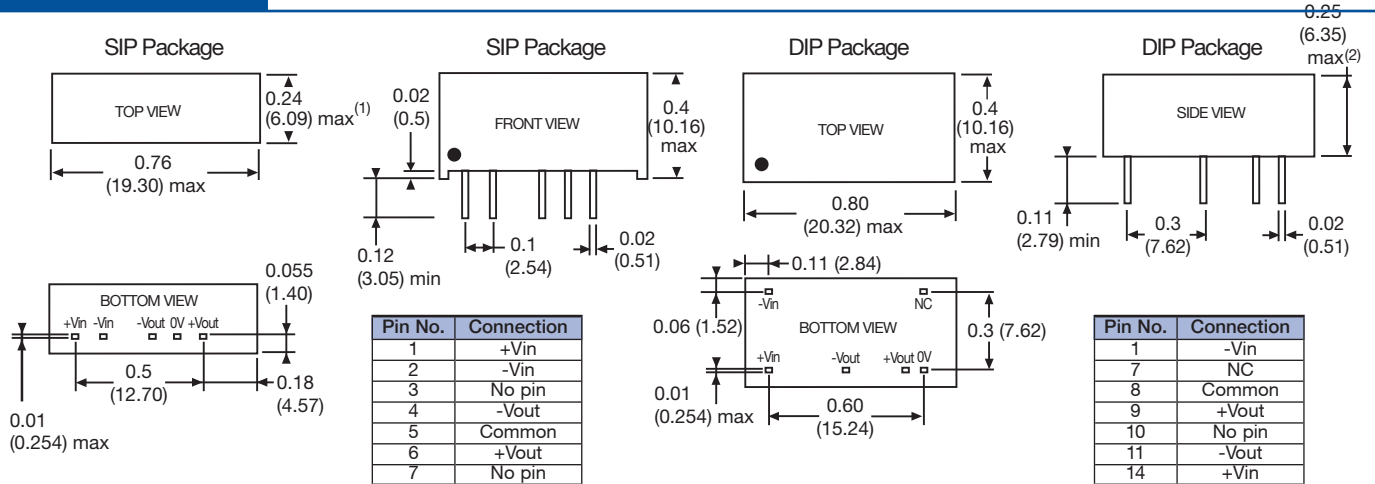 SIP Package
TOP VIEW
0.24
(6.09) max(1)
0.76
(19.30) max
SIP Package
0.02
(0.5)
FRONT VIEW
0.4
(10.16)
max
0.12
(3.05) min
0.1
(2.54)
0.02
(0.51)
DIP Package
TOP VIEW
0.4
(10.16)
max
0.80
(20.32) max
DIP Package
0.25
(6.35)
max(2)
SIDE VIEW
0.11
(2.79) min
0.3
(7.62)
0.02
(0.51)
BOTTOM VIEW
+Vin -Vin -Vout 0V +Vout
0.055
(1.40)
0.5
(12.70)
0.18
(4.57)
0.01
(0.254) max
Pin No. Connection
1 +Vin
2 -Vin
3 No pin
4 -Vout
5 Common
6 +Vout
7 No pin
0.11 (2.84)
-Vin NC
0.06 (1.52)
BOTTOM VIEW
0.3 (7.62)
+Vin -Vout +Vout 0V
0.01
(0.254) max
0.60
(15.24)
Pin No. Connection
1 -Vin
7 NC
8 Common
9 +Vout
10 No pin
11 -Vout
14 +Vin